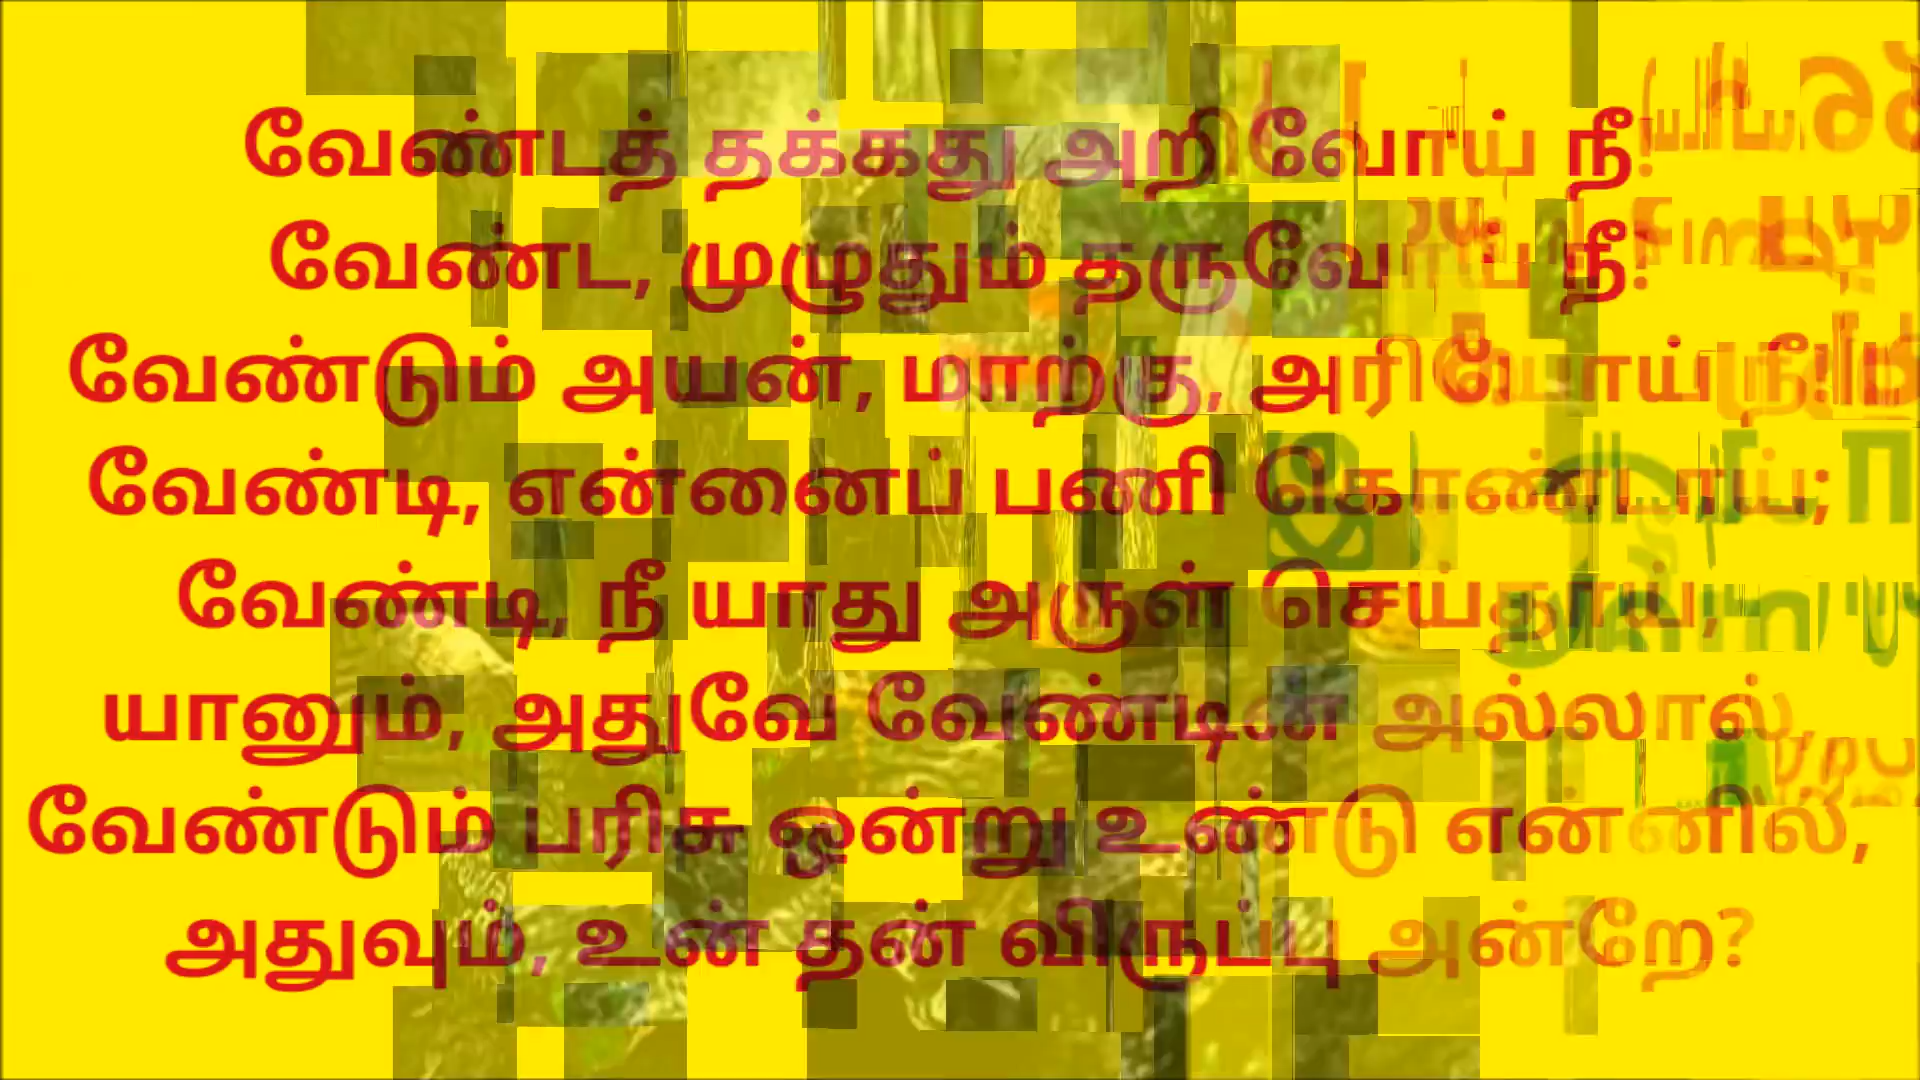 வேண்டத் தக்கது அறிவோய் நீ!
வேண்ட, முழுதும் தருவோய் நீ!
வேண்டும் அயன், மாற்கு, அரியோய் நீ!
வேண்டி, என்னைப் பணி கொண்டாய்;
வேண்டி, நீ யாது அருள் செய்தாய்,
யானும், அதுவே வேண்டின் அல்லால்,
வேண்டும் பரிசு ஒன்று உண்டு என்னில்,
அதுவும், உன் தன் விருப்பு அன்றே?